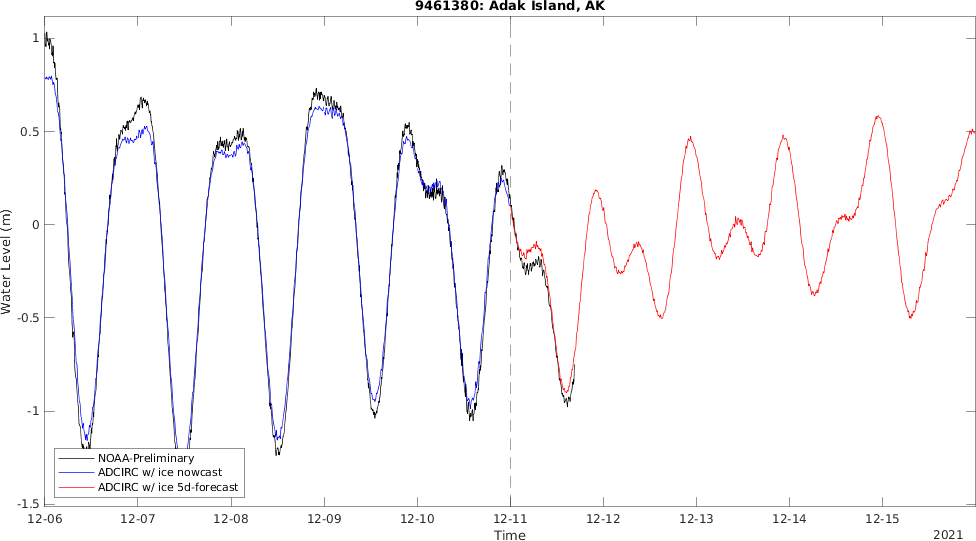 9461380: Adak Island, AK
Water Level (m)
1
0.5
0
-0.5
-1
-1.5
NOAA-Preliminary
ADCIRC w/ ice nowcast
ADCIRC w/ ice 5d-forecast
12-06 12-07 12-08 12-09 12-10 12-11 12-12 12-13 12-14 12-15
Time
2021